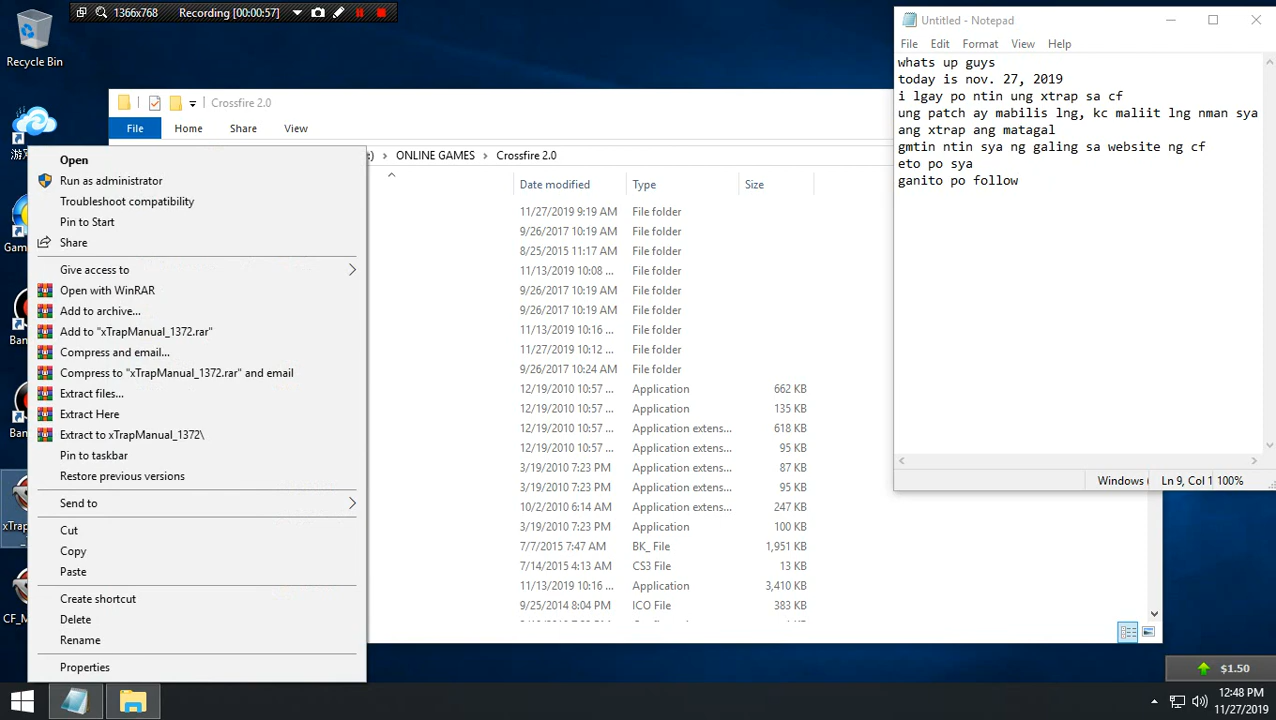 1366x768
Recording [00:00:57]
Recycle Bin
Crossfire 2.0
File
Home
Share
View
ONLINE GAMES > Crossfire 2.0
Date modified
Type
Size
11/27/2019 9:19 AM File folder
9/26/2017 10:19 AM File folder
8/25/2015 11:17 AM File folder
11/13/2019 10:08 ... File folder
9/26/2017 10:19 AM File folder
9/26/2017 10:19 AM File folder
11/13/2019 10:16 ... File folder
11/27/2019 10:12 ... File folder
9/26/2017 10:24 AM File folder
12/19/2010 10:57 ... Application 662 KB
12/19/2010 10:57 ... Application 135 KB
12/19/2010 10:57 ... Application extens... 618 KB
12/19/2010 10:57 ... Application extens... 95 KB
3/19/2010 7:23 PM Application extens... 87 KB
3/19/2010 7:23 PM Application extens... 95 KB
10/2/2010 6:14 AM Application extens... 247 KB
3/19/2010 7:23 PM Application 100 KB
7/7/2015 7:47 AM BK_ File 1,951 KB
7/14/2015 4:13 AM CS3 File 13 KB
11/13/2019 10:16 ... Application 3,410 KB
9/25/2014 8:04 PM ICO File 383 KB
Open
Run as administrator
Troubleshoot compatibility
Pin to Start
Share
Give access to
Open with WinRAR
Add to archive...
Add to "xTrapManual_1372.rar"
Compress and email...
Compress to "xTrapManual_1372.rar" and email
Extract files...
Extract Here
Extract to xTrapManual_1372\
Pin to taskbar
Restore previous versions
Send to
Cut
Copy
Paste
Create shortcut
Delete
Rename
Properties
Untitled - Notepad
File Edit Format View Help
whats up guys
today is nov. 27, 2019
i lgay po ntin ung xtrap sa cf
ung patch ay mabilis lng, kc maliit lng nman sya
ang xtrap ang matagal
gmtin ntin sya ng galing sa website ng cf
eto po sya
ganito po follow
Windows (
Ln 9, Col 1
100%
$1.50
12:48 PM
11/27/2019